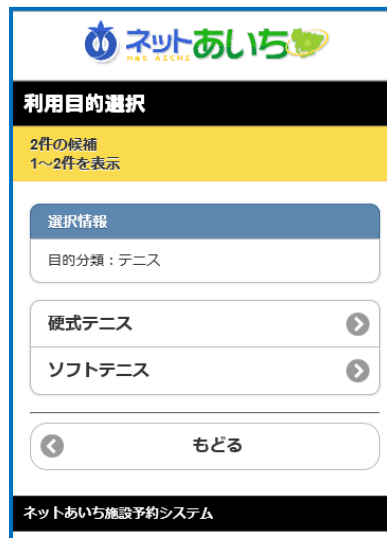 ネットあいち
net AICHI
利用目的選択
2件の候補
1～2件を表示
選択情報
目的分類：テニス
硬式テニス
ソフトテニス
もどる
ネットあいち施設予約システム